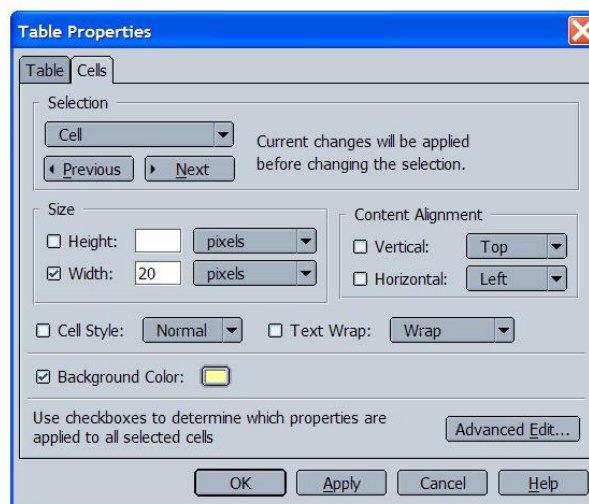 Table Properties
Table Cells
Selection
Cell
Current changes will be applied
before changing the selection.
Previous Next
Size
Height: pixels
Width: 20 pixels
Content Alignment
Vertical: Top
Horizontal: Left
Cell Style: Normal Text Wrap: Wrap
Background Color:
Use checkboxes to determine which properties are
applied to all selected cells
Advanced Edit...
OK Apply Cancel Help